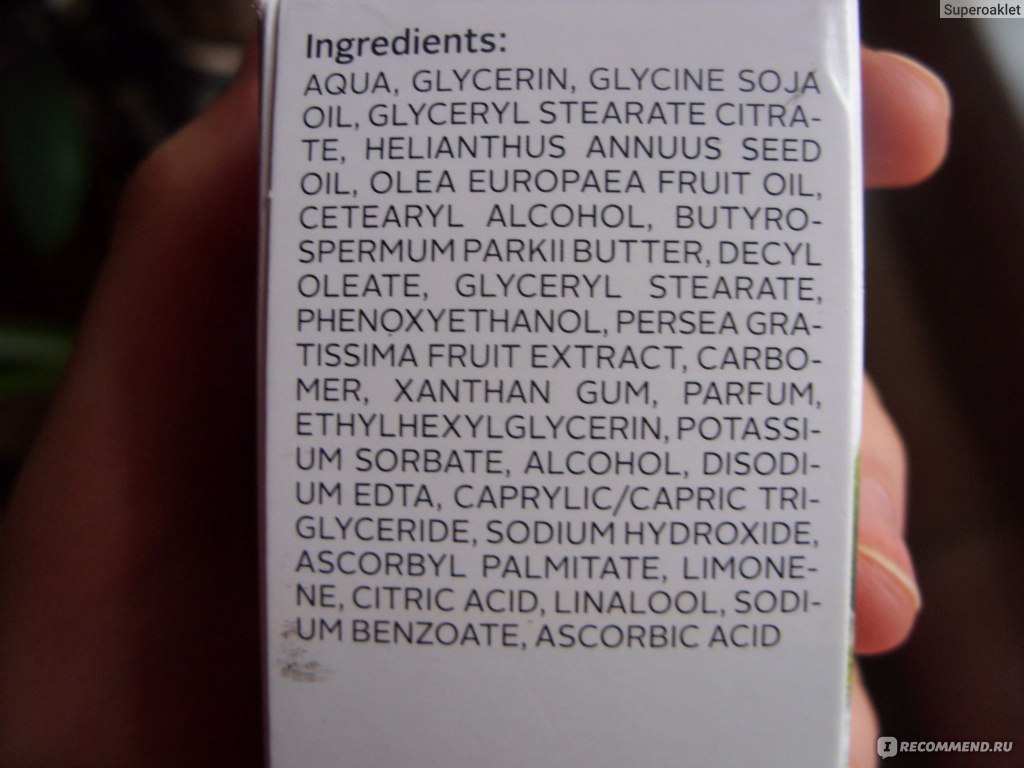 Superoaklet
Ingredients:
AQUA, GLYCERIN, GLYCINE SOJA
OIL, GLYCERYL STEARATE CITRA-
TE, HELIANTHUS ANNUUS SEED
OIL, OLEA EUROPAEA FRUIT OIL,
CETEARYL ALCOHOL, BUTYRO-
SPERMUM PARKII BUTTER, DECYL
OLEATE, GLYCERYL STEARATE,
PHENOXYETHANOL, PERSEA GRA-
TISSIMA FRUIT EXTRACT, CARBO-
MER, XANTHAN GUM, PARFUM,
ETHYLHEXYLGLYCERIN, POTASSI-
UM SORBATE, ALCOHOL, DISODI-
UM EDTA, CAPRYLIC/CAPRIC TRI-
GLYCERIDE, SODIUM HYDROXIDE,
ASCORBYL PALMITATE, LIMONE-
NE, CITRIC ACID, LINALOOL, SODI-
UM BENZOATE, ASCORBIC ACID
IRECOMMEND.RU